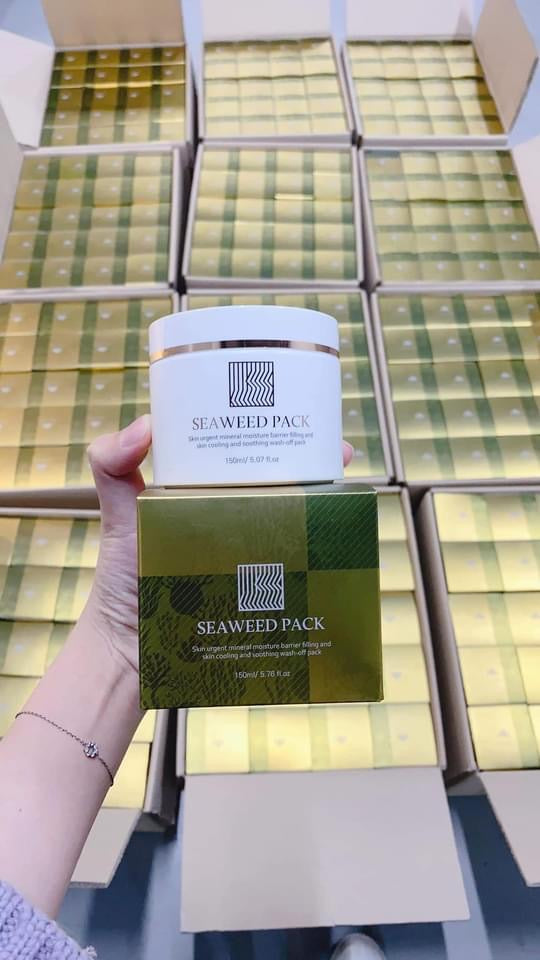 SEAWEED PACK
Skin urgent mineral moisture barrier filling and
skin cooling and soothing wash-off pack
150ml/ 5.07 fl.oz
SEAWEED PACK
Skin urgent mineral moisture barrier filling and
skin cooling and soothing wash-off pack
150ml/ 5.76 fl.oz